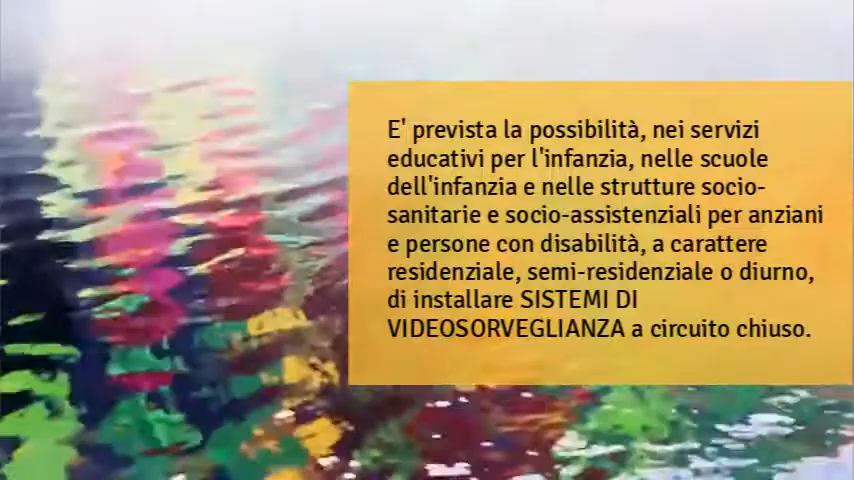 E' prevista la possibilità, nei servizi
educativi per l'infanzia, nelle scuole
dell'infanzia e nelle strutture socio-
sanitarie e socio-assistenziali per anziani
e persone con disabilità, a carattere
residenziale, semi-residenziale o diurno,
di installare SISTEMI DI
VIDEOSORVEGLIANZA a circuito chiuso.